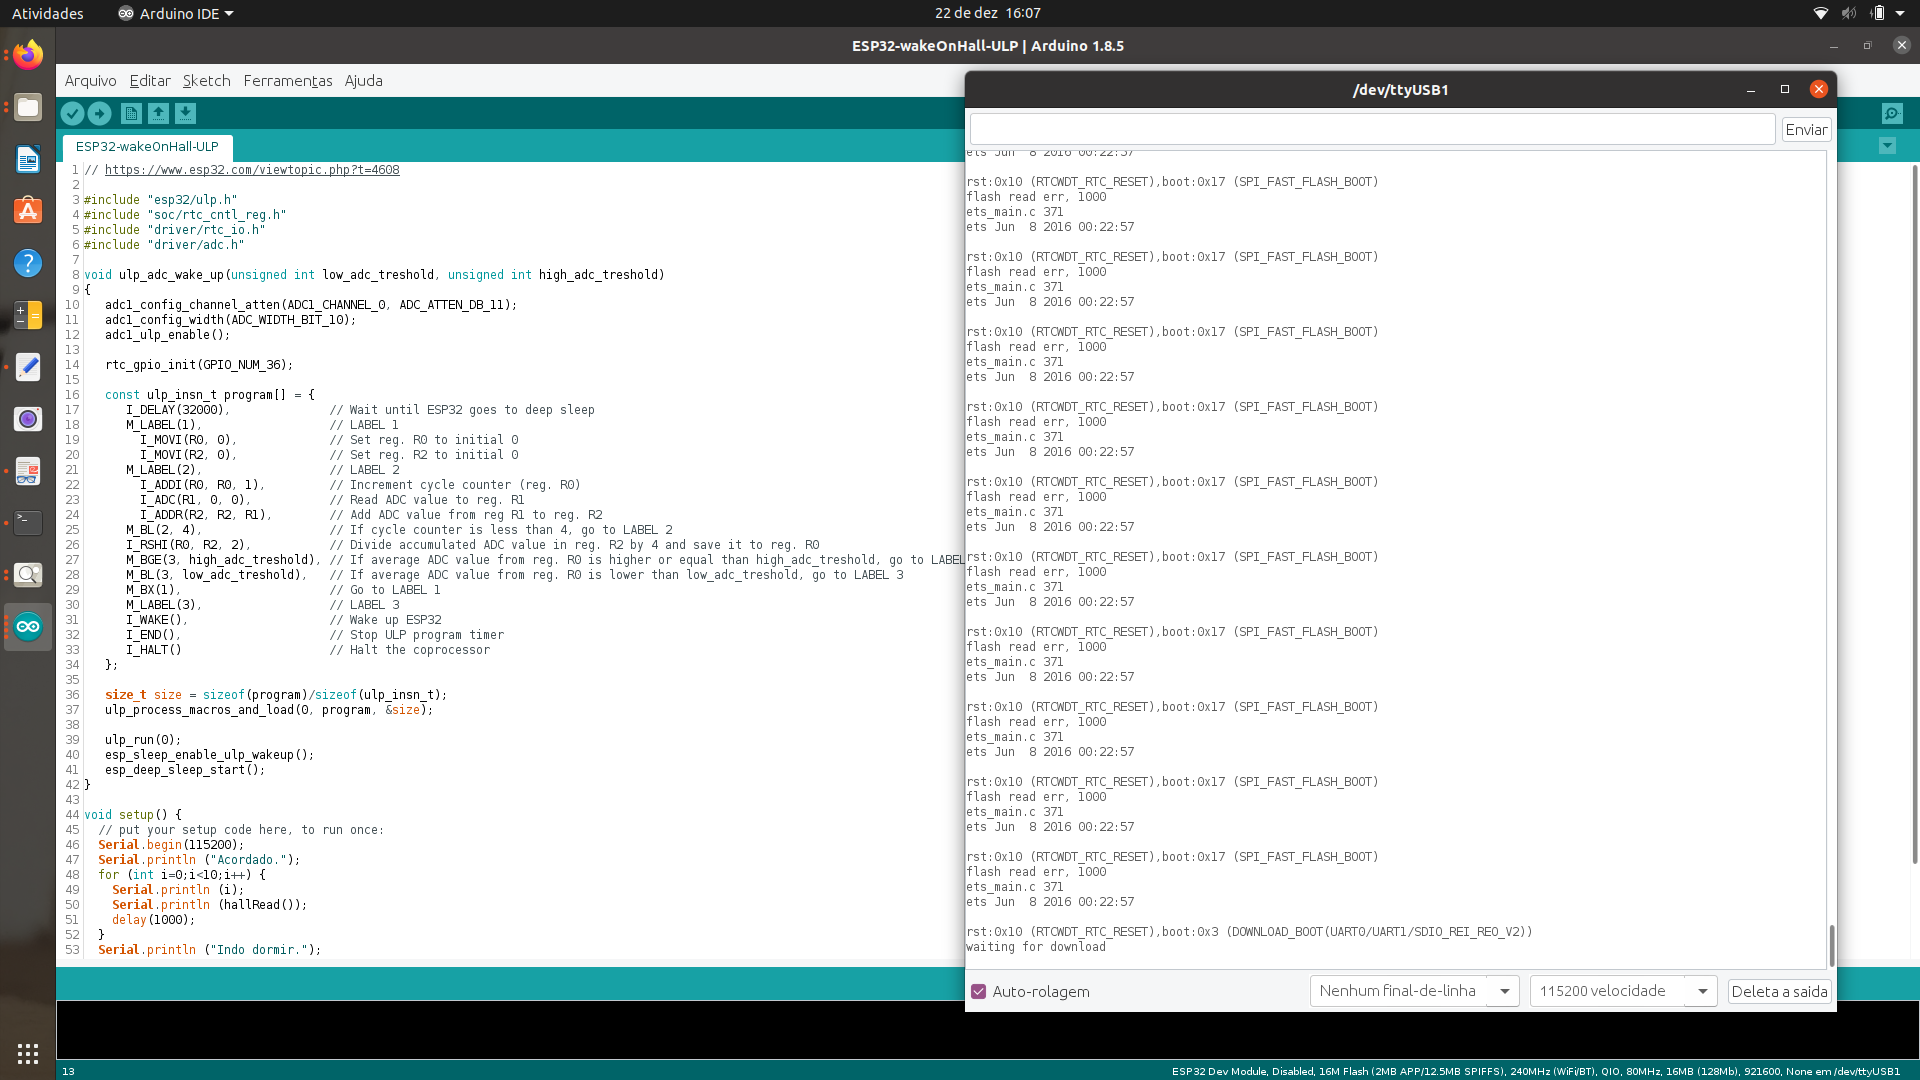 Atividades
Arduino IDE
22 de dez 16:07
ESP32-wakeOnHall-ULP | Arduino 1.8.5
Arquivo Editar Sketch Ferramentas Ajuda
ESP32-wakeOnHall-ULP
1 // https://www.esp32.com/viewtopic.php?t=4608
2
3 #include "esp32/ulp.h"
4 #include "soc/rtc_cntl_reg.h"
5 #include "driver/rtc_io.h"
6 #include "driver/adc.h"
7
8 void ulp_adc_wake_up(unsigned int low_adc_treshold, unsigned int high_adc_treshold)
9 {
10 adc1_config_channel_atten(ADC1_CHANNEL_0, ADC_ATTEN_DB_11);
11 adc1_config_width(ADC_WIDTH_BIT_10);
12 adc1_ulp_enable();
13
14 rtc_gpio_init(GPIO_NUM_36);
15
16 const ulp_insn_t program[] = {
17 I_DELAY(32000), // Wait until ESP32 goes to deep sleep
18 M_LABEL(1), // LABEL 1
19 I_MOVI(R0, 0), // Set reg. R0 to initial 0
20 I_MOVI(R2, 0), // Set reg. R2 to initial 0
21 M_LABEL(2), // LABEL 2
22 I_ADDI(R0, R0, 1), // Increment cycle counter (reg. R0)
23 I_ADC(R1, 0, 0), // Read ADC value to reg. R1
24 I_ADDR(R2, R2, R1), // Add ADC value from reg R1 to reg. R2
25 M_BL(2, 4), // If cycle counter is less than 4, go to LABEL 2
26 I_RSHI(R0, R2, 2), // Divide accumulated ADC value in reg. R2 by 4 and save it to reg. R0
27 M_BGE(3, high_adc_treshold), // If average ADC value from reg. R0 is higher or equal than high_adc_treshold, go to LABEL
28 M_BL(3, low_adc_treshold), // If average ADC value from reg. R0 is lower than low_adc_treshold, go to LABEL 3
29 M_BX(1), // Go to LABEL 1
30 M_LABEL(3), // LABEL 3
31 I_WAKE(), // Wake up ESP32
32 I_END(), // Stop ULP program timer
33 I_HALT() // Halt the coprocessor
34 };
35
36 size_t size = sizeof(program)/sizeof(ulp_insn_t);
37 ulp_process_macros_and_load(0, program, &size);
38
39 ulp_run(0);
40 esp_sleep_enable_ulp_wakeup();
41 esp_deep_sleep_start();
42 }
43
44 void setup() {
45 // put your setup code here, to run once:
46 Serial.begin(115200);
47 Serial.println ("Acordado.");
48 for (int i=0;i<10;i++) {
49 Serial.println (i);
50 Serial.println (hallRead());
51 delay(1000);
52 }
53 Serial.println ("Indo dormir.");
/dev/ttyUSB1
Enviar
ets Jun 8 2016 00:22:57
rst:0x10 (RTCWDT_RTC_RESET),boot:0x17 (SPI_FAST_FLASH_BOOT)
flash read err, 1000
ets_main.c 371
ets Jun 8 2016 00:22:57
rst:0x10 (RTCWDT_RTC_RESET),boot:0x17 (SPI_FAST_FLASH_BOOT)
flash read err, 1000
ets_main.c 371
ets Jun 8 2016 00:22:57
rst:0x10 (RTCWDT_RTC_RESET),boot:0x17 (SPI_FAST_FLASH_BOOT)
flash read err, 1000
ets_main.c 371
ets Jun 8 2016 00:22:57
rst:0x10 (RTCWDT_RTC_RESET),boot:0x17 (SPI_FAST_FLASH_BOOT)
flash read err, 1000
ets_main.c 371
ets Jun 8 2016 00:22:57
rst:0x10 (RTCWDT_RTC_RESET),boot:0x17 (SPI_FAST_FLASH_BOOT)
flash read err, 1000
ets_main.c 371
ets Jun 8 2016 00:22:57
rst:0x10 (RTCWDT_RTC_RESET),boot:0x17 (SPI_FAST_FLASH_BOOT)
flash read err, 1000
ets_main.c 371
ets Jun 8 2016 00:22:57
rst:0x10 (RTCWDT_RTC_RESET),boot:0x17 (SPI_FAST_FLASH_BOOT)
flash read err, 1000
ets_main.c 371
ets Jun 8 2016 00:22:57
rst:0x10 (RTCWDT_RTC_RESET),boot:0x17 (SPI_FAST_FLASH_BOOT)
flash read err, 1000
ets_main.c 371
ets Jun 8 2016 00:22:57
rst:0x10 (RTCWDT_RTC_RESET),boot:0x17 (SPI_FAST_FLASH_BOOT)
flash read err, 1000
ets_main.c 371
ets Jun 8 2016 00:22:57
rst:0x10 (RTCWDT_RTC_RESET),boot:0x17 (SPI_FAST_FLASH_BOOT)
flash read err, 1000
ets_main.c 371
ets Jun 8 2016 00:22:57
rst:0x10 (RTCWDT_RTC_RESET),boot:0x3 (DOWNLOAD_BOOT(UART0/UART1/SDIO_REI_REO_V2))
waiting for download
Auto-rolagem
Nenhum final-de-linha
115200 velocidade
Deleta a saida
13
ESP32 Dev Module, Disabled, 16M Flash (2MB APP/12.5MB SPIFFS), 240MHz (WiFi/BT), QIO, 80MHz, 16MB (128Mb), 921600, None em /dev/ttyUSB1